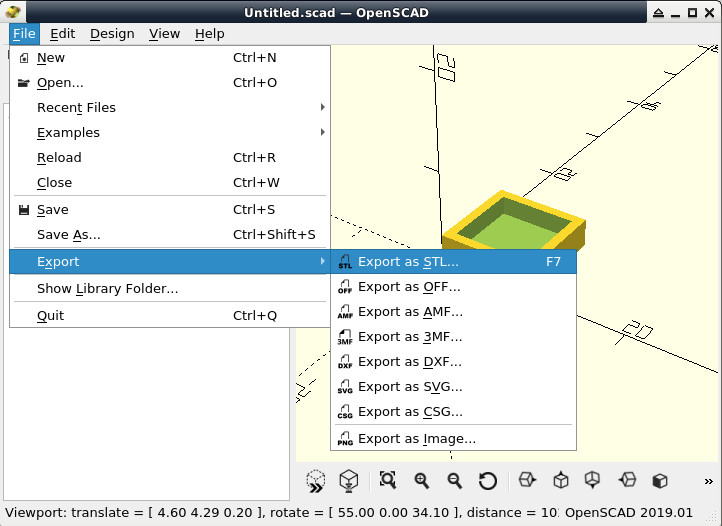 Untitled.scad — OpenSCAD
File Edit Design View Help
New Ctrl+N
Open... Ctrl+O
Recent Files
Examples
Reload Ctrl+R
Close Ctrl+W
Save Ctrl+S
Save As... Ctrl+Shift+S
Export
Show Library Folder...
Quit Ctrl+Q
STL Export as STL... F7
OFF Export as OFF...
AMF Export as AMF...
3MF Export as 3MF...
DXF Export as DXF...
SVG Export as SVG...
CSG Export as CSG...
PNG Export as Image...
20
20
Viewport: translate = [ 4.60 4.29 0.20 ], rotate = [ 55.00 0.00 34.10 ], distance = 10 OpenSCAD 2019.01